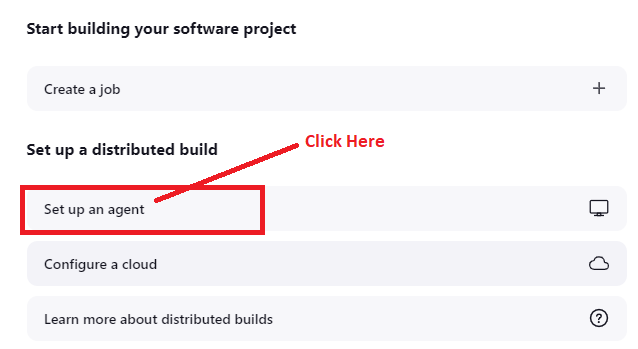 Start building your software project
Create a job
Set up a distributed build
Click Here
Set up an agent
Configure a cloud
Learn more about distributed builds